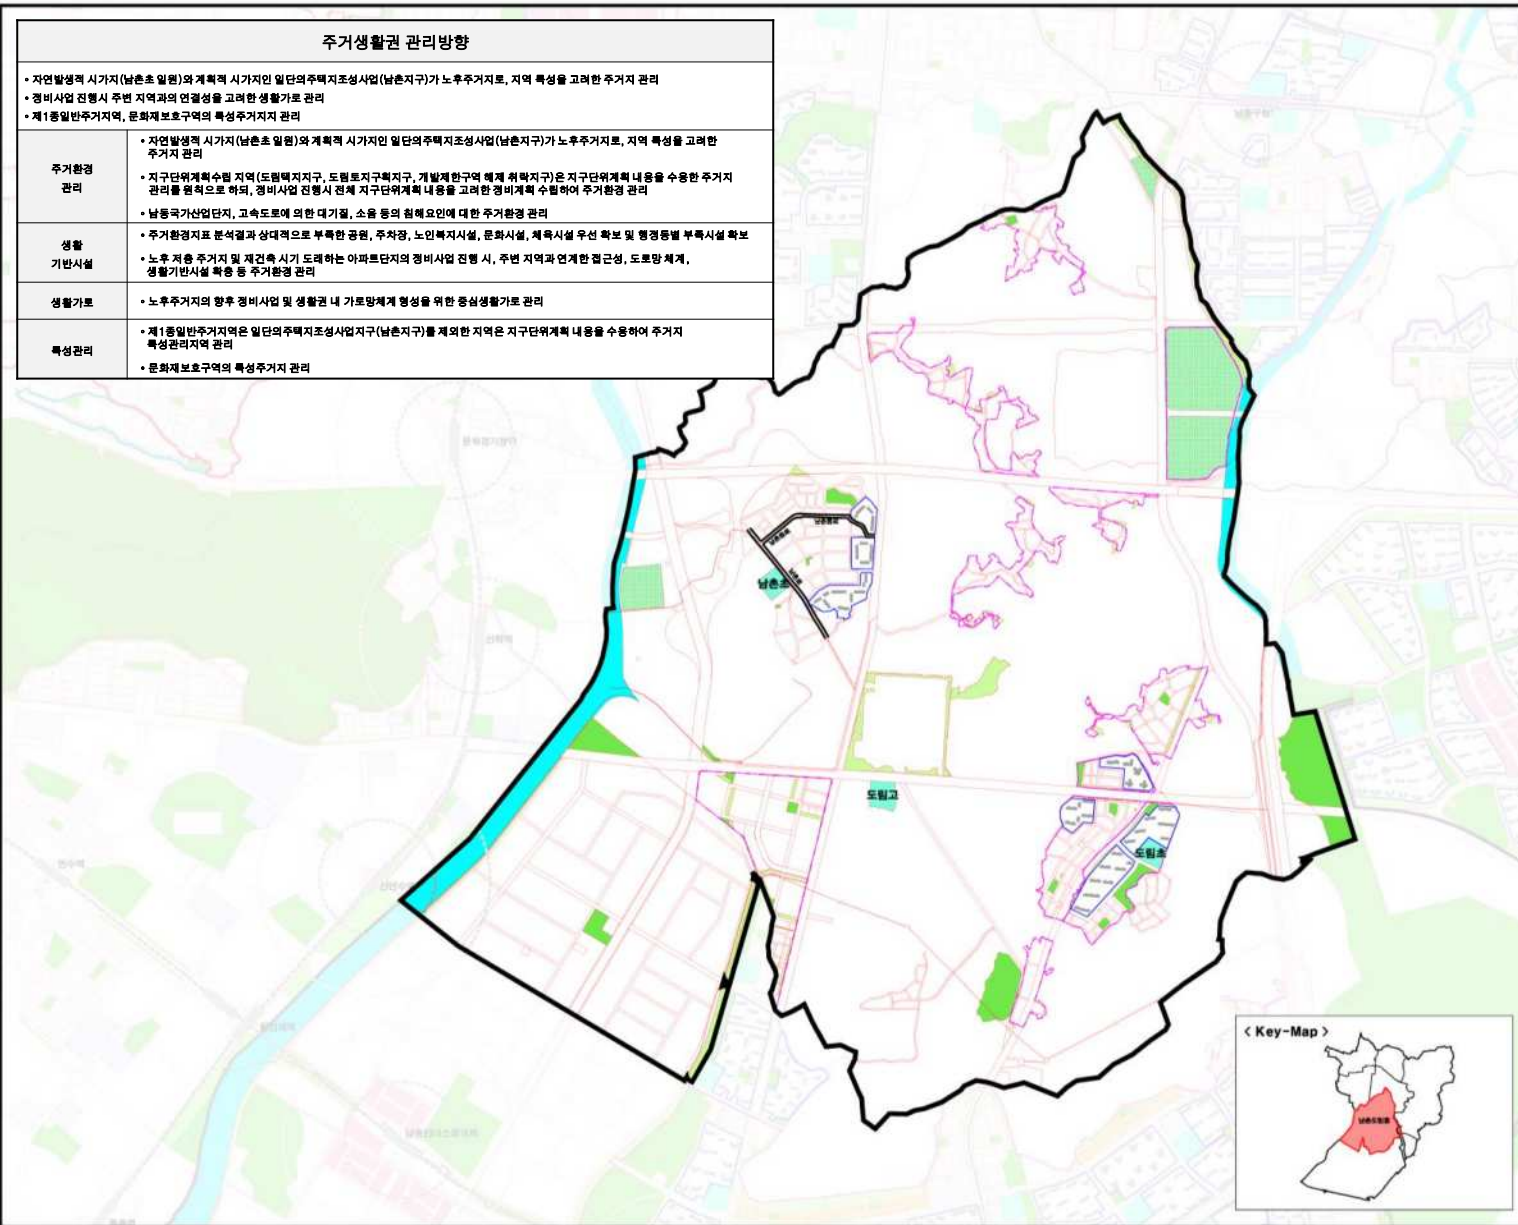 주거생활권 관리방향
• 자연발생적 시가지(남촌초 일원)와 계획적 시가지인 일단의주택지조성사업(남촌지구)가 노후주거지로, 지역 특성을 고려한 주거지 관리
• 정비사업 진행시 주변 지역과의 연결성을 고려한 생활가로 관리
• 제1종일반주거지역, 문화재보호구역의 특성주거지지 관리
주거환경
관리
• 자연발생적 시가지(남촌초 일원)와 계획적 시가지인 일단의주택지조성사업(남촌지구)가 노후주거지로, 지역 특성을 고려한
주거지 관리
• 지구단위계획수립 지역(도림택지지구, 도림토지구획지구, 개발제한구역 해제 취락지구)은 지구단위계획 내용을 수용한 주거지
관리를 원칙으로 하되, 정비사업 진행시 전체 지구단위계획 내용을 고려한 정비계획 수립하여 주거환경 관리
• 남동국가산업단지, 고속도로에 의한 대기질, 소음 등의 침해요인에 대한 주거환경 관리
생활
기반시설
• 주거환경지표 분석결과 상대적으로 부족한 공원, 주차장, 노인복지시설, 문화시설, 체육시설 우선 확보 및 행정동별 부족시설 확보
• 노후 저층 주거지 및 재건축 시기 도래하는 아파트단지의 정비사업 진행 시, 주변 지역과 연계한 접근성, 도로망 체계,
생활기반시설 확충 등 주거환경 관리
생활가로
• 노후주거지의 향후 정비사업 및 생활권 내 가로망체계 형성을 위한 중심생활가로 관리
특성관리
• 제1종일반주거지역은 일단의주택지조성사업지구(남촌지구)를 제외한 지역은 지구단위계획 내용을 수용하여 주거지
특성관리지역 관리
• 문화재보호구역의 특성주거지 관리
문학경기장역
선학역
남촌초
도림고
도림초
연수역
신연수역
원인재역
< Key-Map >
남촌도림동